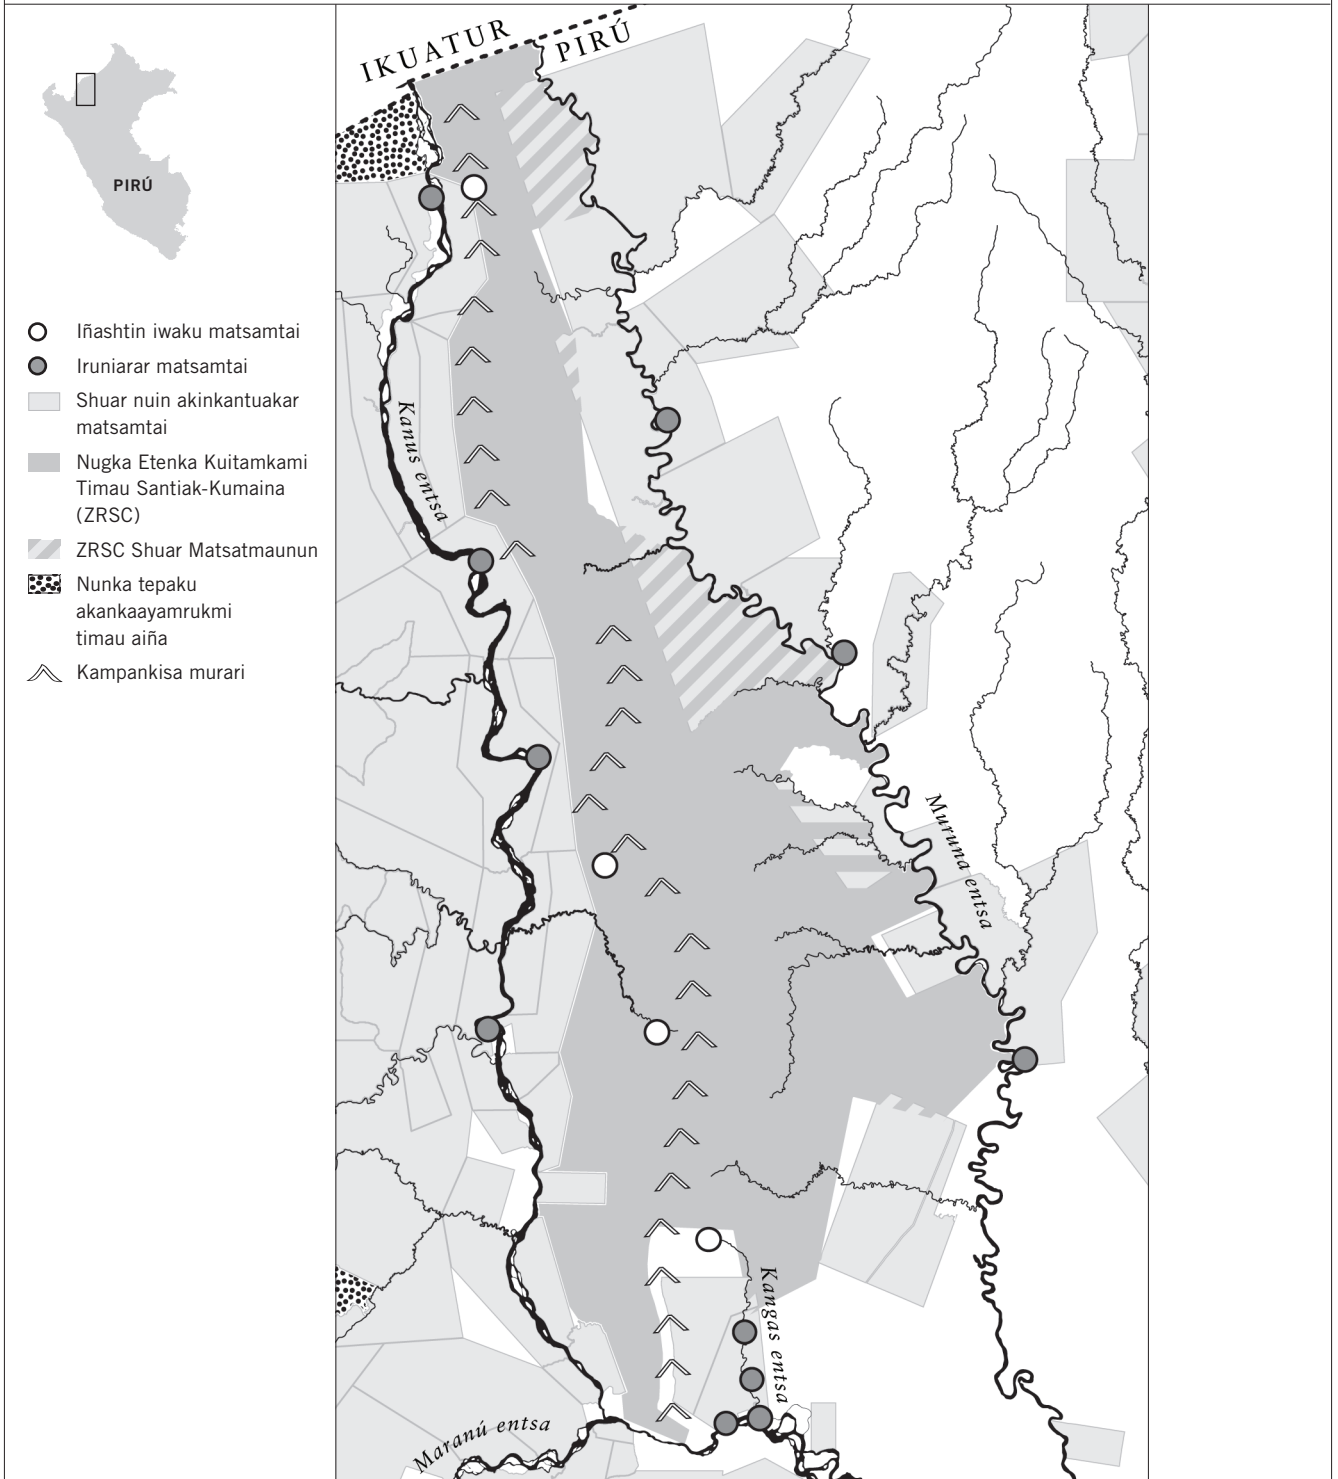 IKUATUR
PIRÚ
PIRÚ
Iñashtin iwaku matsamtai
Iruniarar matsamtai
Shuar nuin akinkantuakar
matsamtai
Nugka Etenka Kuitamkami
Timau Santiak-Kumaina
(ZRSC)
ZRSC Shuar Matsatmaunun
Nunka tepaku
akankaayamrukmi
timau aiña
Kampankisa murari
Kanus entsa
Muruna entsa
Kangas entsa
Maranú entsa